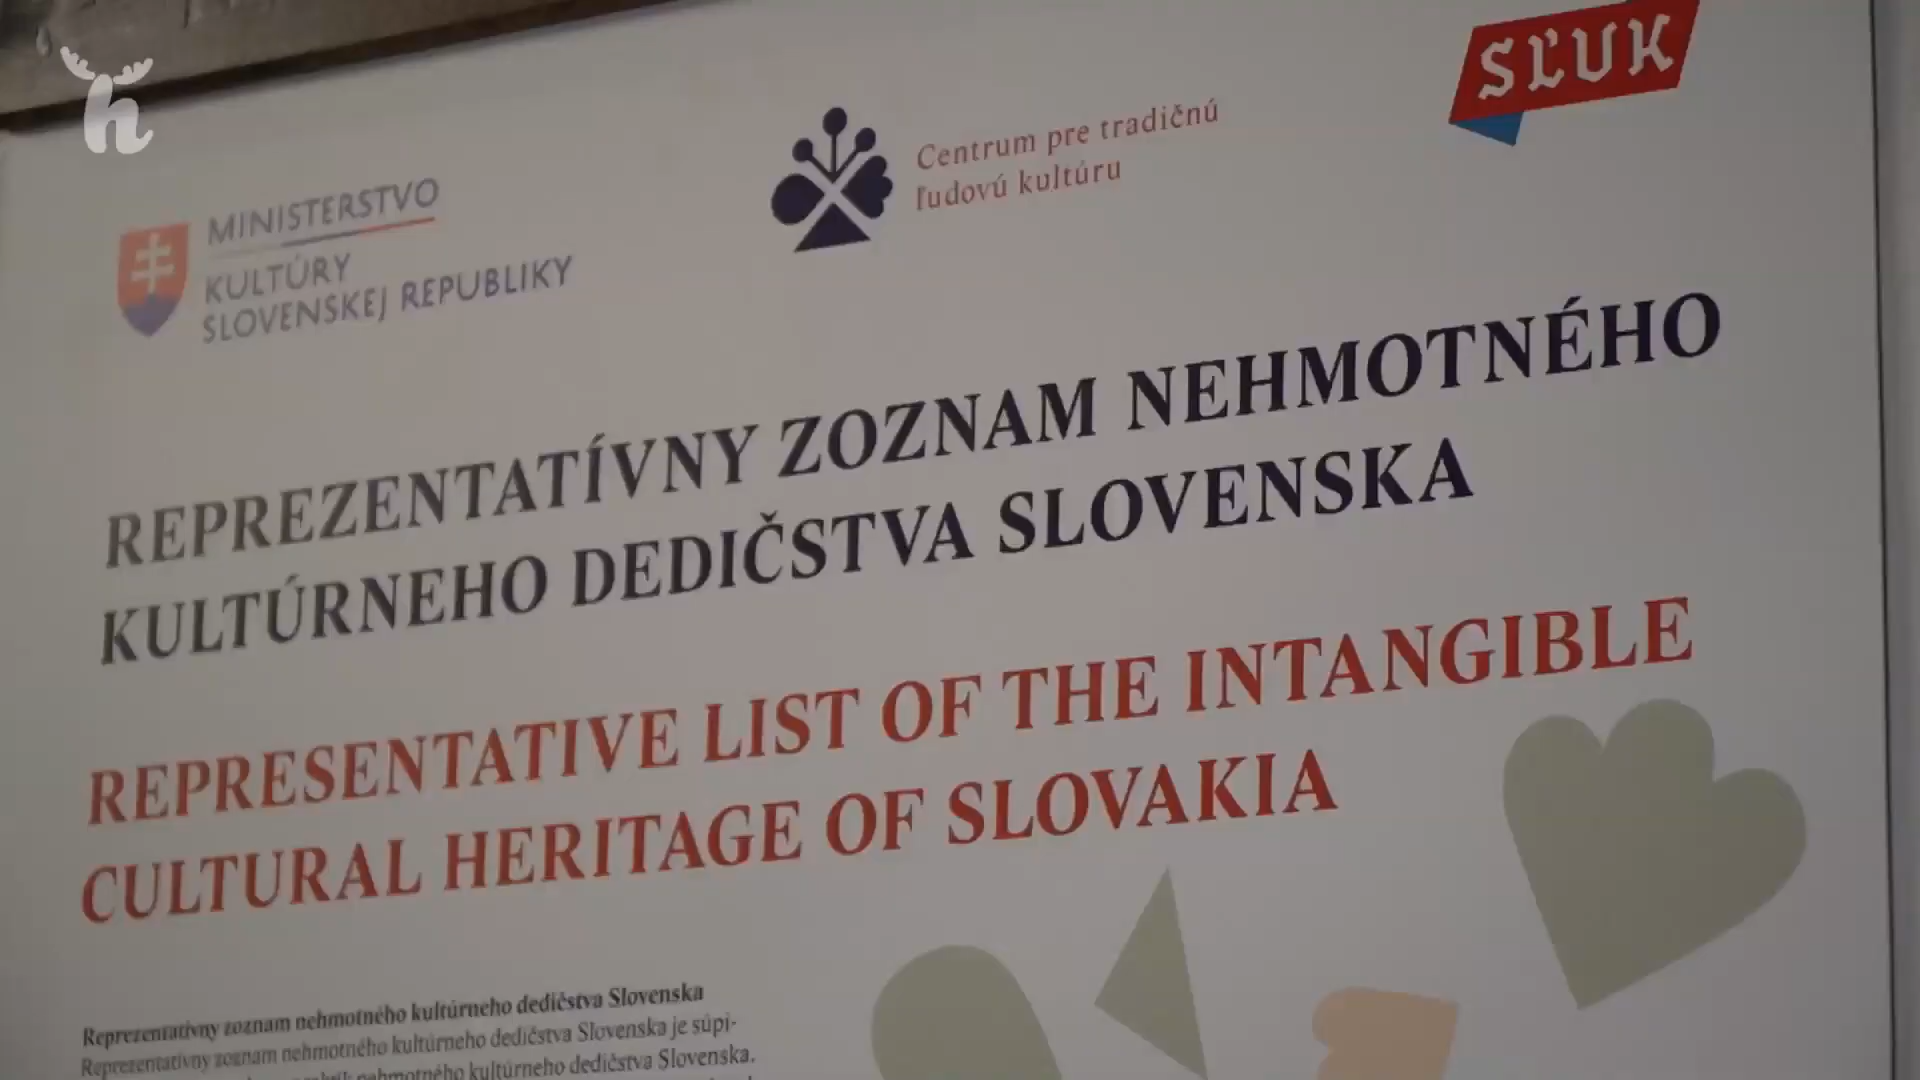 h
MINISTERSTVO
KULTÚRY
SLOVENSKEJ REPUBLIKY
Centrum pre tradičnú
ľudovú kultúru
SĽUK
REPREZENTATÍVNY ZOZNAM NEHMOTNÉHO
KULTÚRNEHO DEDIČSTVA SLOVENSKA
REPRESENTATIVE LIST OF THE INTANGIBLE
CULTURAL HERITAGE OF SLOVAKIA
Reprezentatívny zoznam nehmotného kultúrneho dedičstva Slovenska
Reprezentatívny zoznam nehmotného kultúrneho dedičstva Slovenska je súpi-
nehmotného kultúrneho dedičstva Slovenska.